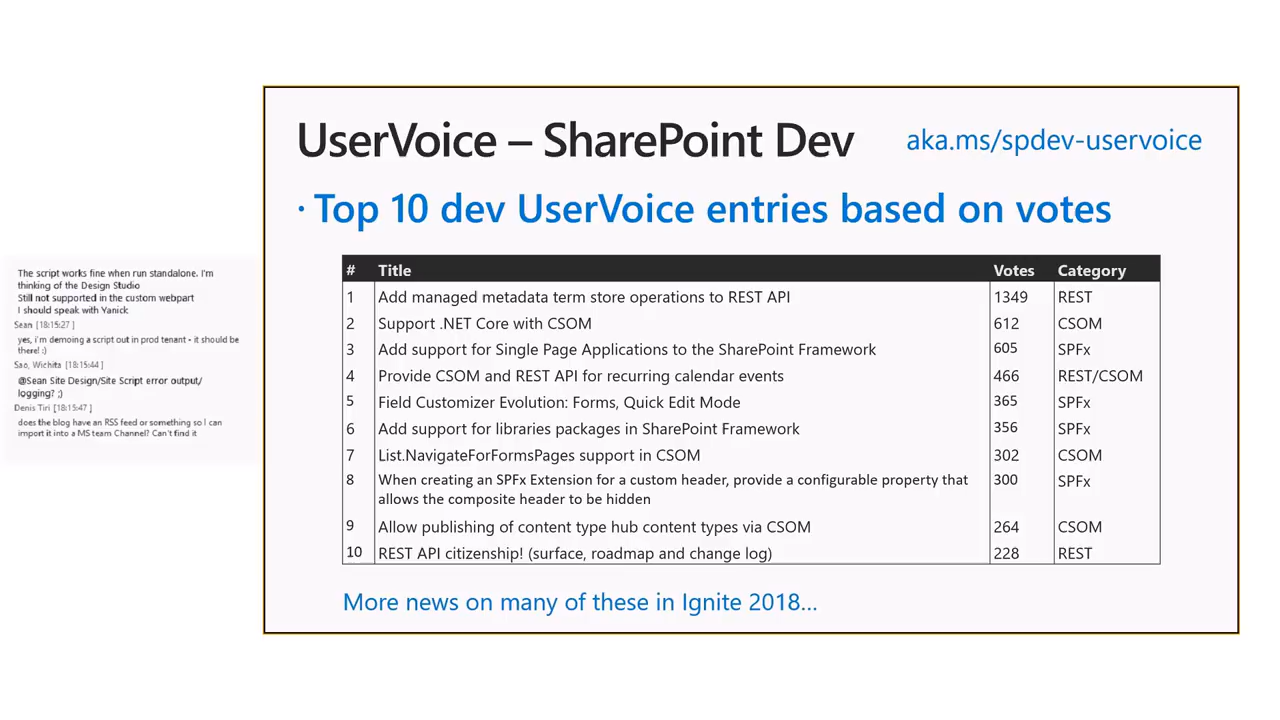 The script works fine when run standalone. I'm
thinking of the Design Studio
Still not supported in the custom webpart
I should speak with Yanick
Sean [18:15:27 ]
yes, i'm demoing a script out in prod tenant - it should be
there! :)
Sao, Wichita [18:15:44 ]
@Sean Site Design/Site Script error output/
logging? ;)
Denis Tiri [18:15:47 ]
does the blog have an RSS feed or something so I can
import it into a MS team Channel? Can't find it
UserVoice – SharePoint Dev aka.ms/spdev-uservoice
· Top 10 dev UserVoice entries based on votes
# Title Votes Category
1 Add managed metadata term store operations to REST API 1349 REST
2 Support .NET Core with CSOM 612 CSOM
3 Add support for Single Page Applications to the SharePoint Framework 605 SPFx
4 Provide CSOM and REST API for recurring calendar events 466 REST/CSOM
5 Field Customizer Evolution: Forms, Quick Edit Mode 365 SPFx
6 Add support for libraries packages in SharePoint Framework 356 SPFx
7 List.NavigateForFormsPages support in CSOM 302 CSOM
8 When creating an SPFx Extension for a custom header, provide a configurable property that 300 SPFx
allows the composite header to be hidden
9 Allow publishing of content type hub content types via CSOM 264 CSOM
10 REST API citizenship! (surface, roadmap and change log) 228 REST
More news on many of these in Ignite 2018...